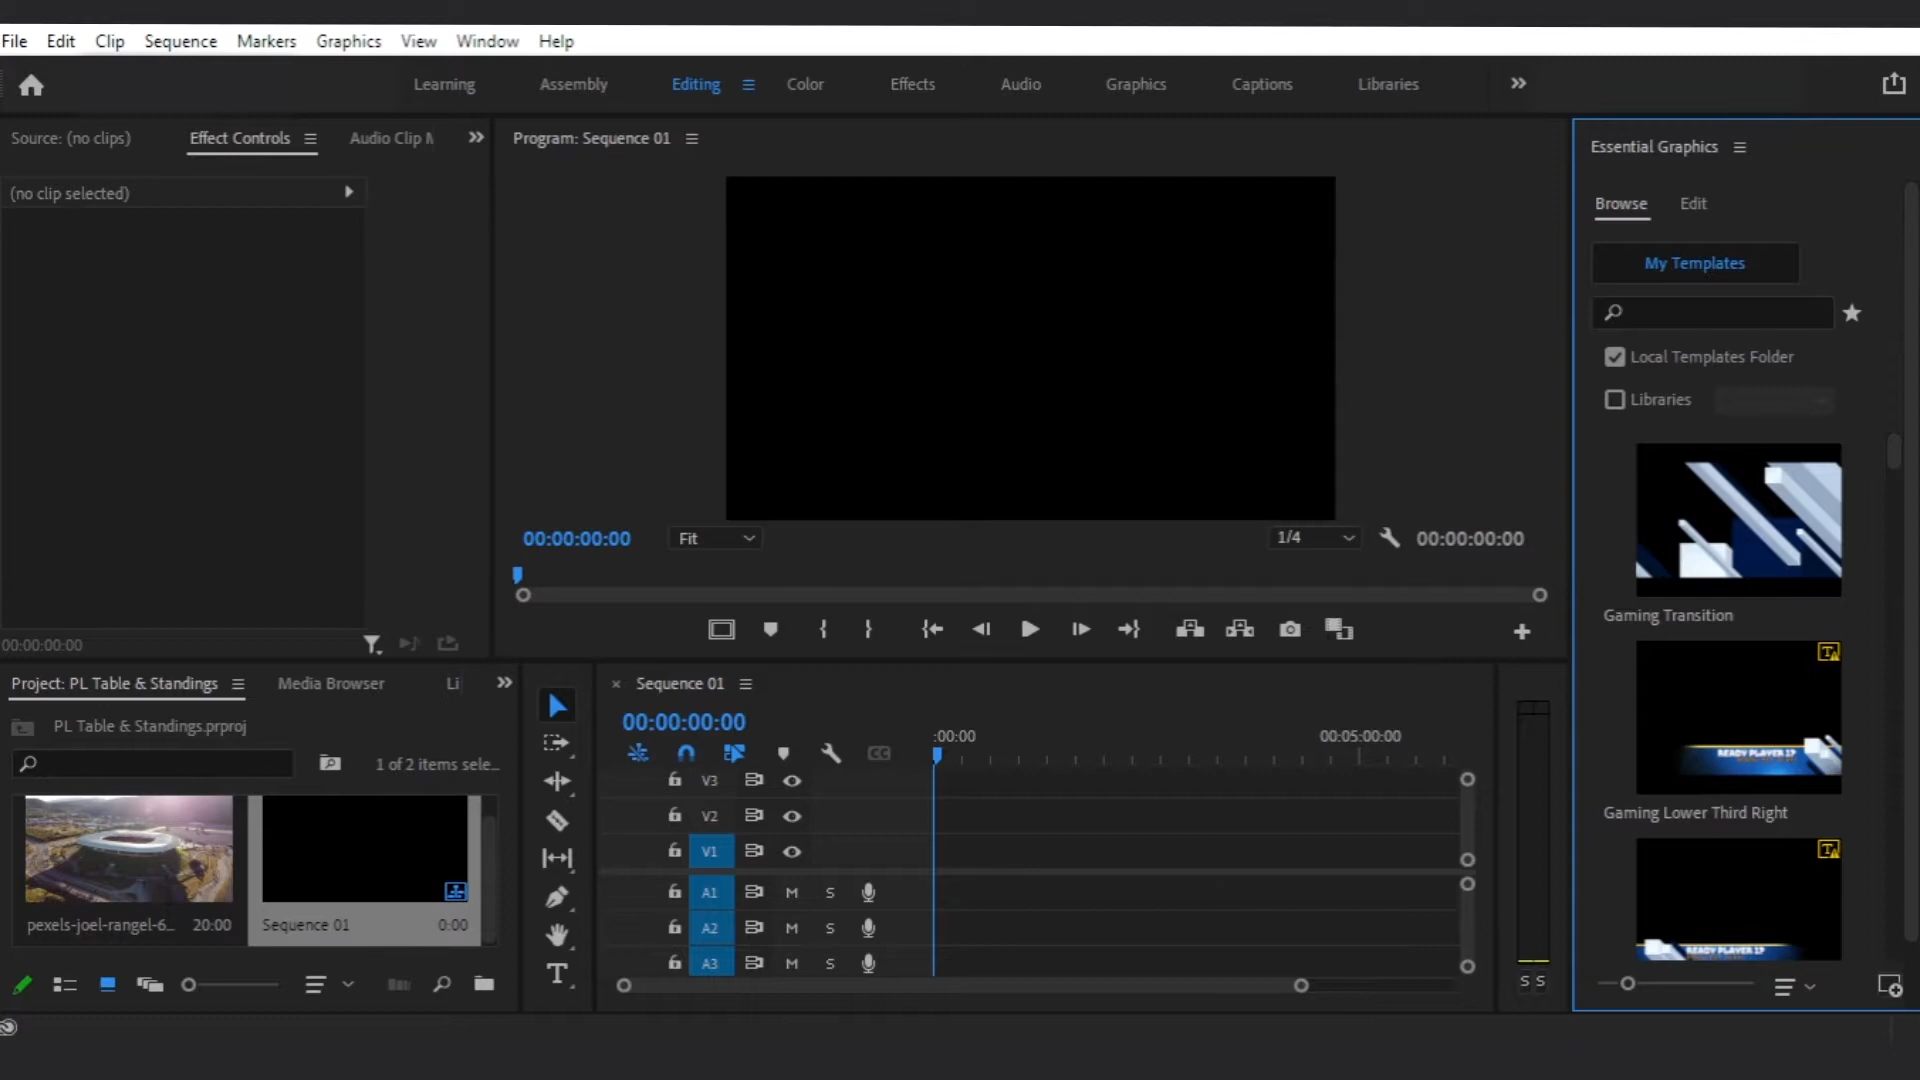 File Edit Clip Sequence Markers Graphics View Window Help
Learning Assembly Editing Color Effects Audio Graphics Captions Libraries
Source: (no clips) Effect Controls Audio Clip M
(no clip selected)
00:00:00:00
Program: Sequence 01
00:00:00:00 Fit 1/4 00:00:00:00
Essential Graphics
Browse Edit
My Templates
Local Templates Folder
Libraries
Gaming Transition
READY PLAYER 1?
Gaming Lower Third Right
READY PLAYER 1?
Project: PL Table & Standings Media Browser Li
PL Table & Standings.prproj
1 of 2 items sele...
pexels-joel-rangel-6... 20:00
Sequence 01 0:00
Sequence 01
00:00:00:00
:00:00 00:05:00:00
CC
V3
V2
V1
A1 M S
A2 M S
A3 M S
S S